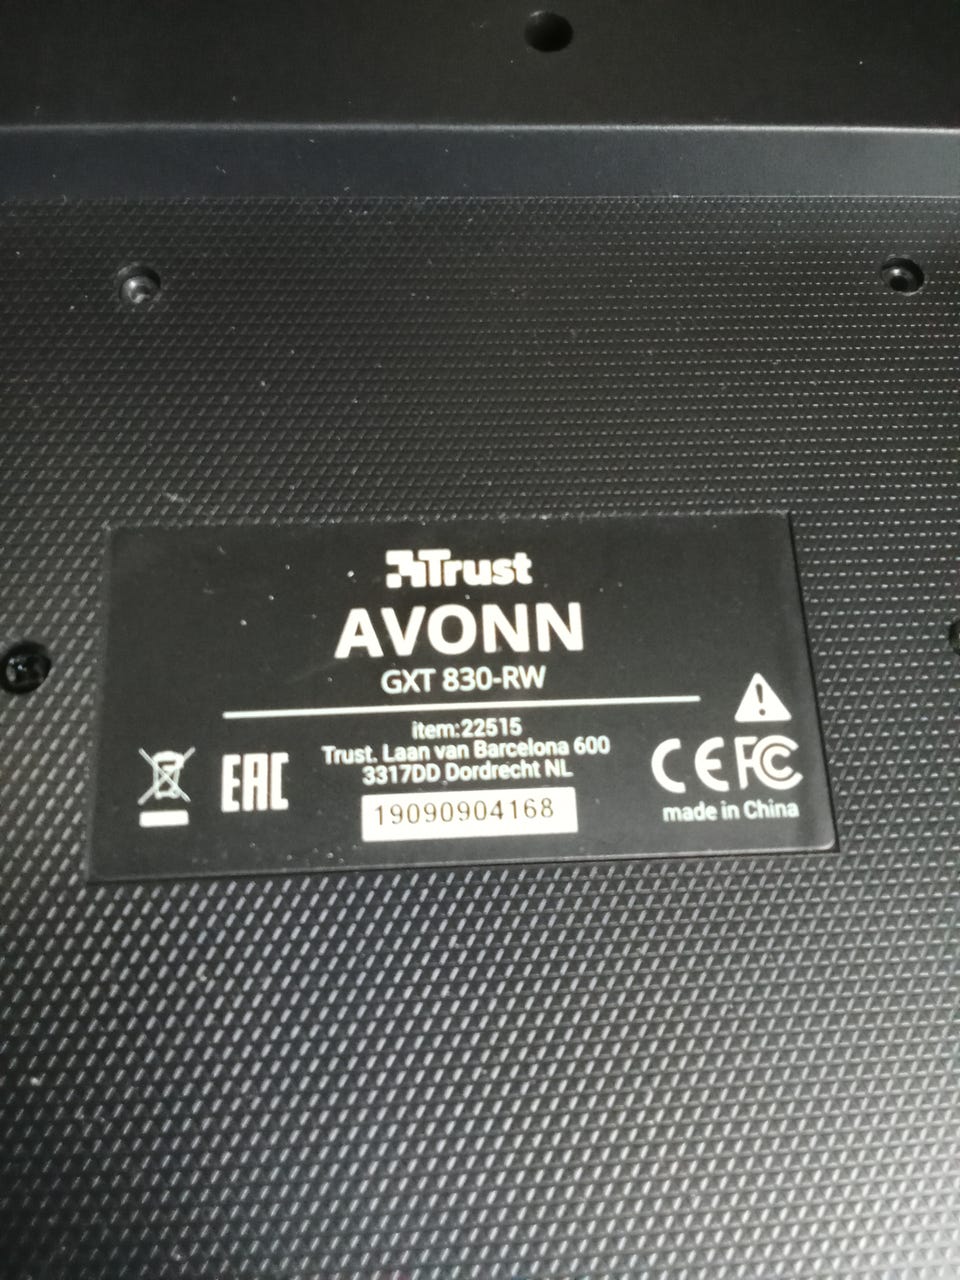 Trust
AVONN
GXT 830-RW
item:22515
Trust. Laan van Barcelona 600
3317DD Dordrecht NL
19090904168
EAC
CE FC
made in China